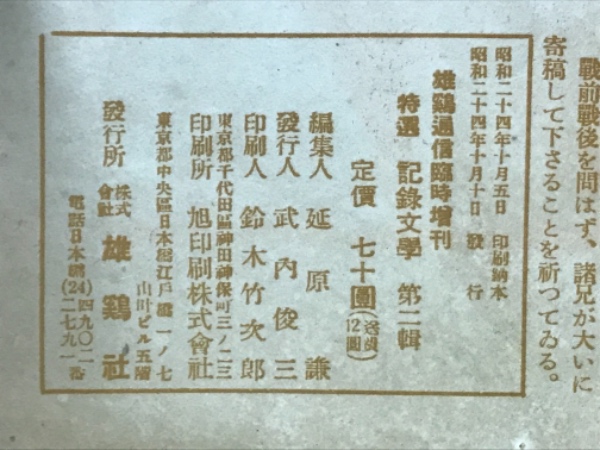 戰前戰後を問はず、諸兄が大いに
寄稿して下さることを祈つてゐる。
昭和二十四年十月五日 印刷納本
昭和二十四年十月十日 發行
雄鷄通信臨時増刊
特選 記錄文學 第二輯
定價 七十圓(送料12圓)
編集人 延原謙
發行人 武內俊三
印刷人 鈴木竹次郎
東京都千代田區神田神保町三ノ二三
印刷所 旭印刷株式會社
東京都中央區日本橋江戶橋一ノ七
山叶ビル五階
發行所 株式會社 雄鷄社
電話日本橋(24)四九〇二 二七九一番